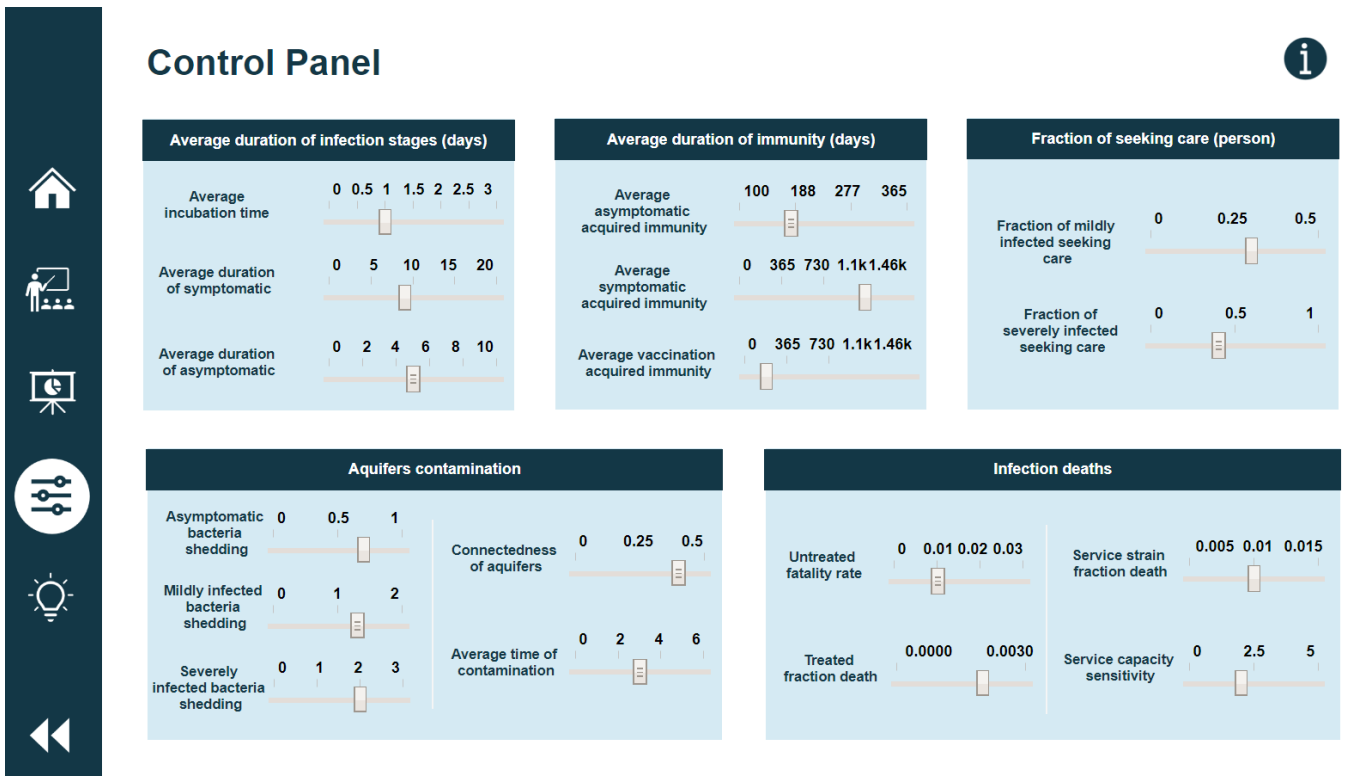 Control Panel
Average duration of infection stages (days)
Average
incubation time
0 0.5 1 1.5 2 2.5 3
Average duration
of symptomatic
0 5 10 15 20
Average duration
of asymptomatic
0 2 4 6 8 10
Average duration of immunity (days)
Average
asymptomatic
acquired immunity
100 188 277 365
Average
symptomatic
acquired immunity
0 365 730 1.1k 1.46k
Average vaccination
acquired immunity
0 365 730 1.1k 1.46k
Fraction of seeking care (person)
Fraction of mildly
infected seeking
care
0 0.25 0.5
Fraction of
severely infected
seeking care
0 0.5 1
Aquifers contamination
Asymptomatic
bacteria
shedding
0 0.5 1
Mildly infected
bacteria
shedding
0 1 2
Severely
infected bacteria
shedding
0 1 2 3
Connectedness
of aquifers
0 0.25 0.5
Average time of
contamination
0 2 4 6
Infection deaths
Untreated
fatality rate
0 0.01 0.02 0.03
Treated
fraction death
0.0000 0.0030
Service strain
fraction death
0.005 0.01 0.015
Service capacity
sensitivity
0 2.5 5